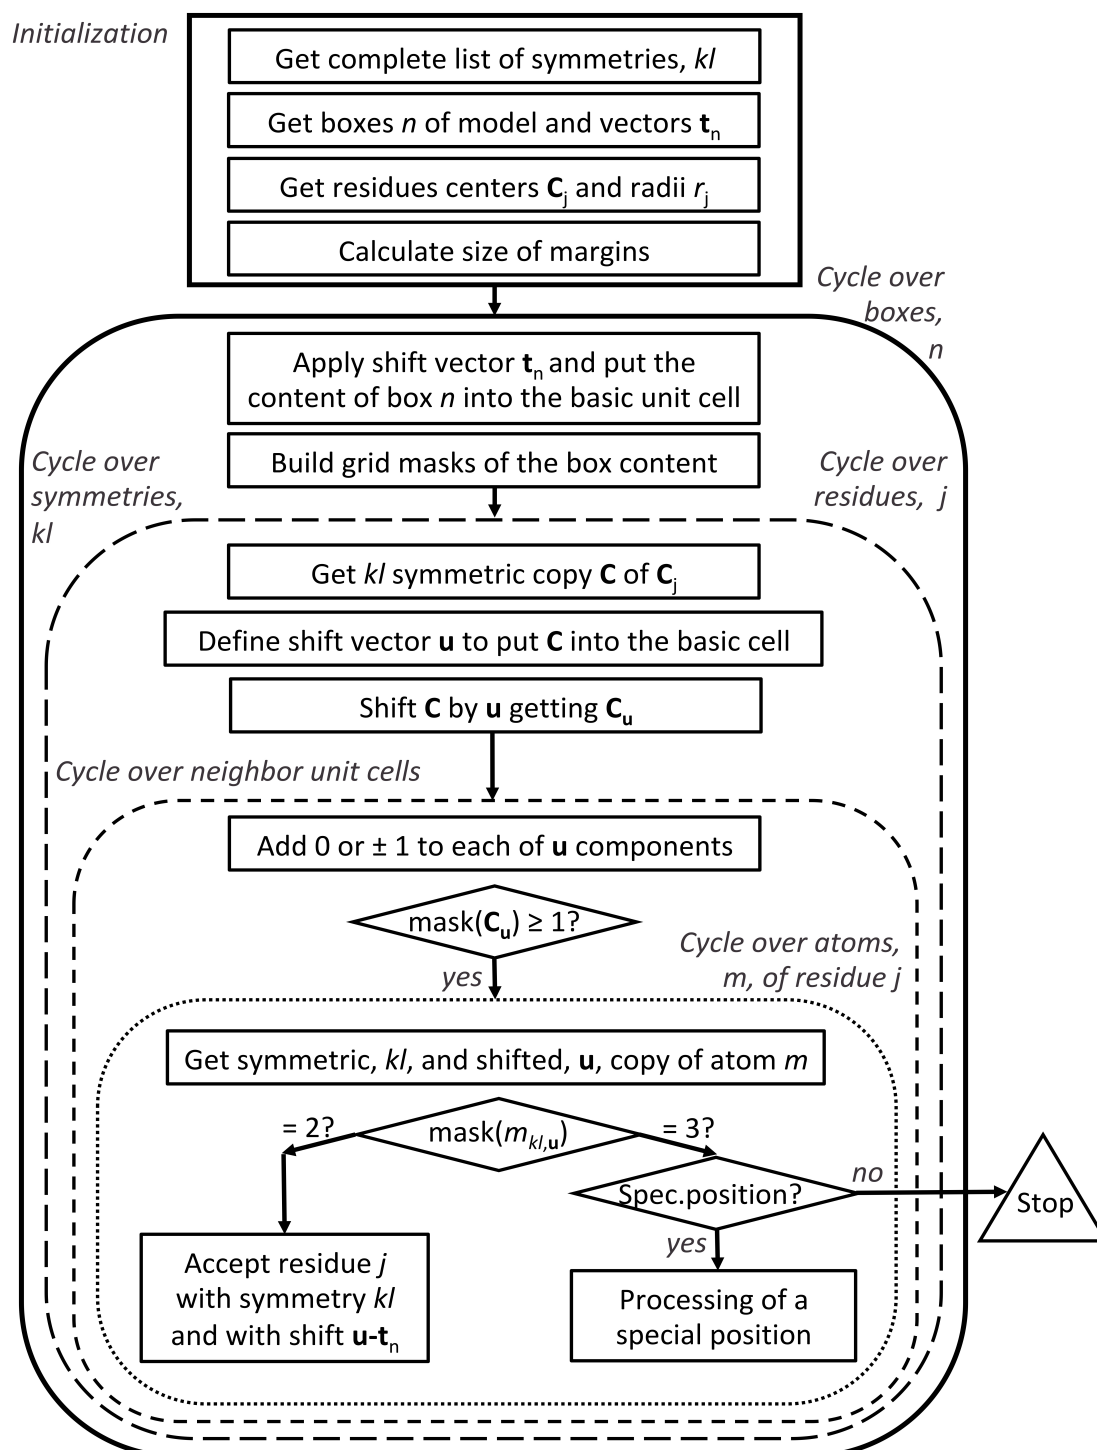 Initialization
Get complete list of symmetries, kl
Get boxes n of model and vectors tn
Get residues centers Cj and radii rj
Calculate size of margins
Cycle over
boxes,
n
Apply shift vector tn and put the
content of box n into the basic unit cell
Build grid masks of the box content
Cycle over
symmetries,
kl
Cycle over
residues, j
Get kl symmetric copy C of Cj
Define shift vector u to put C into the basic cell
Shift C by u getting Cu
Cycle over neighbor unit cells
Add 0 or ± 1 to each of u components
mask(Cu) ≥ 1?
yes
Cycle over atoms,
m, of residue j
Get symmetric, kl, and shifted, u, copy of atom m
= 2?
mask(mkl,u)
= 3?
Spec.position?
no
Stop
yes
Accept residue j
with symmetry kl
and with shift u-tn
Processing of a
special position